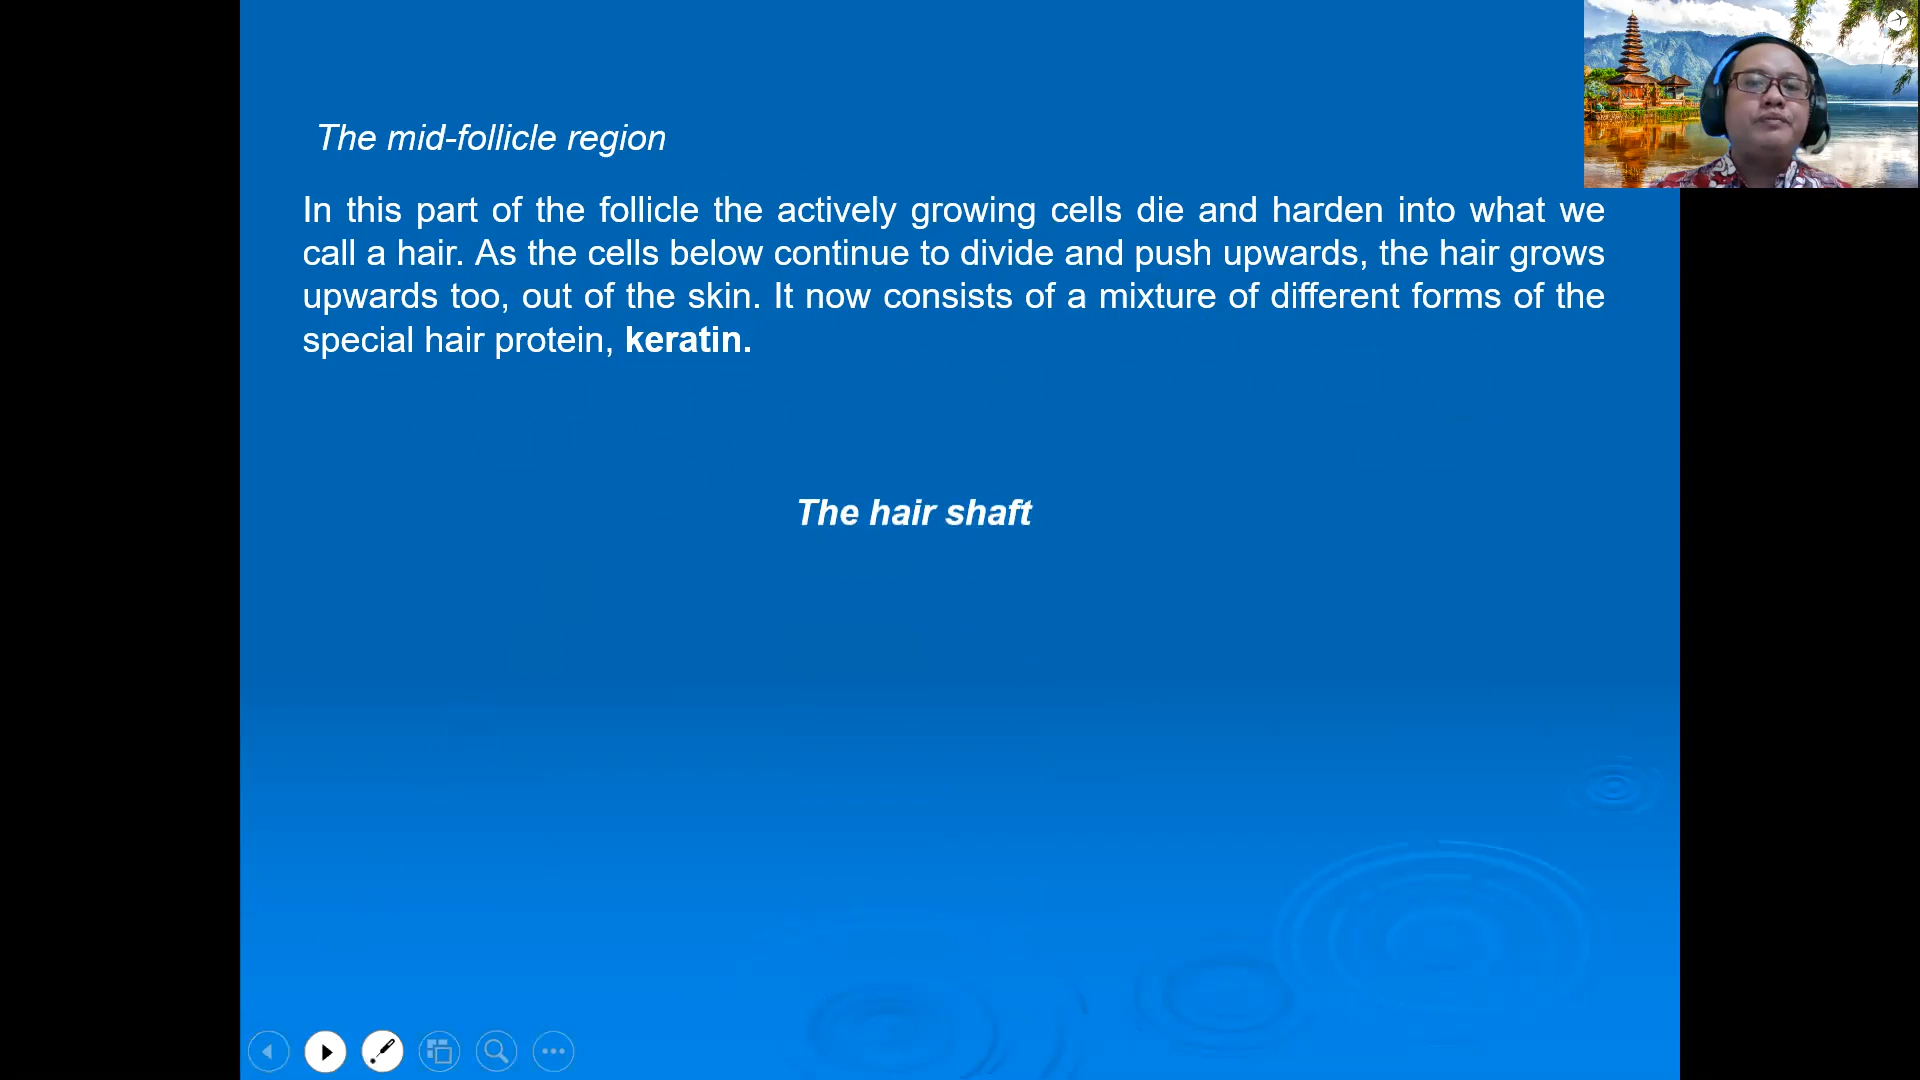 The mid-follicle region
In this part of the follicle the actively growing cells die and harden into what we
call a hair. As the cells below continue to divide and push upwards, the hair grows
upwards too, out of the skin. It now consists of a mixture of different forms of the
special hair protein, keratin.
The hair shaft